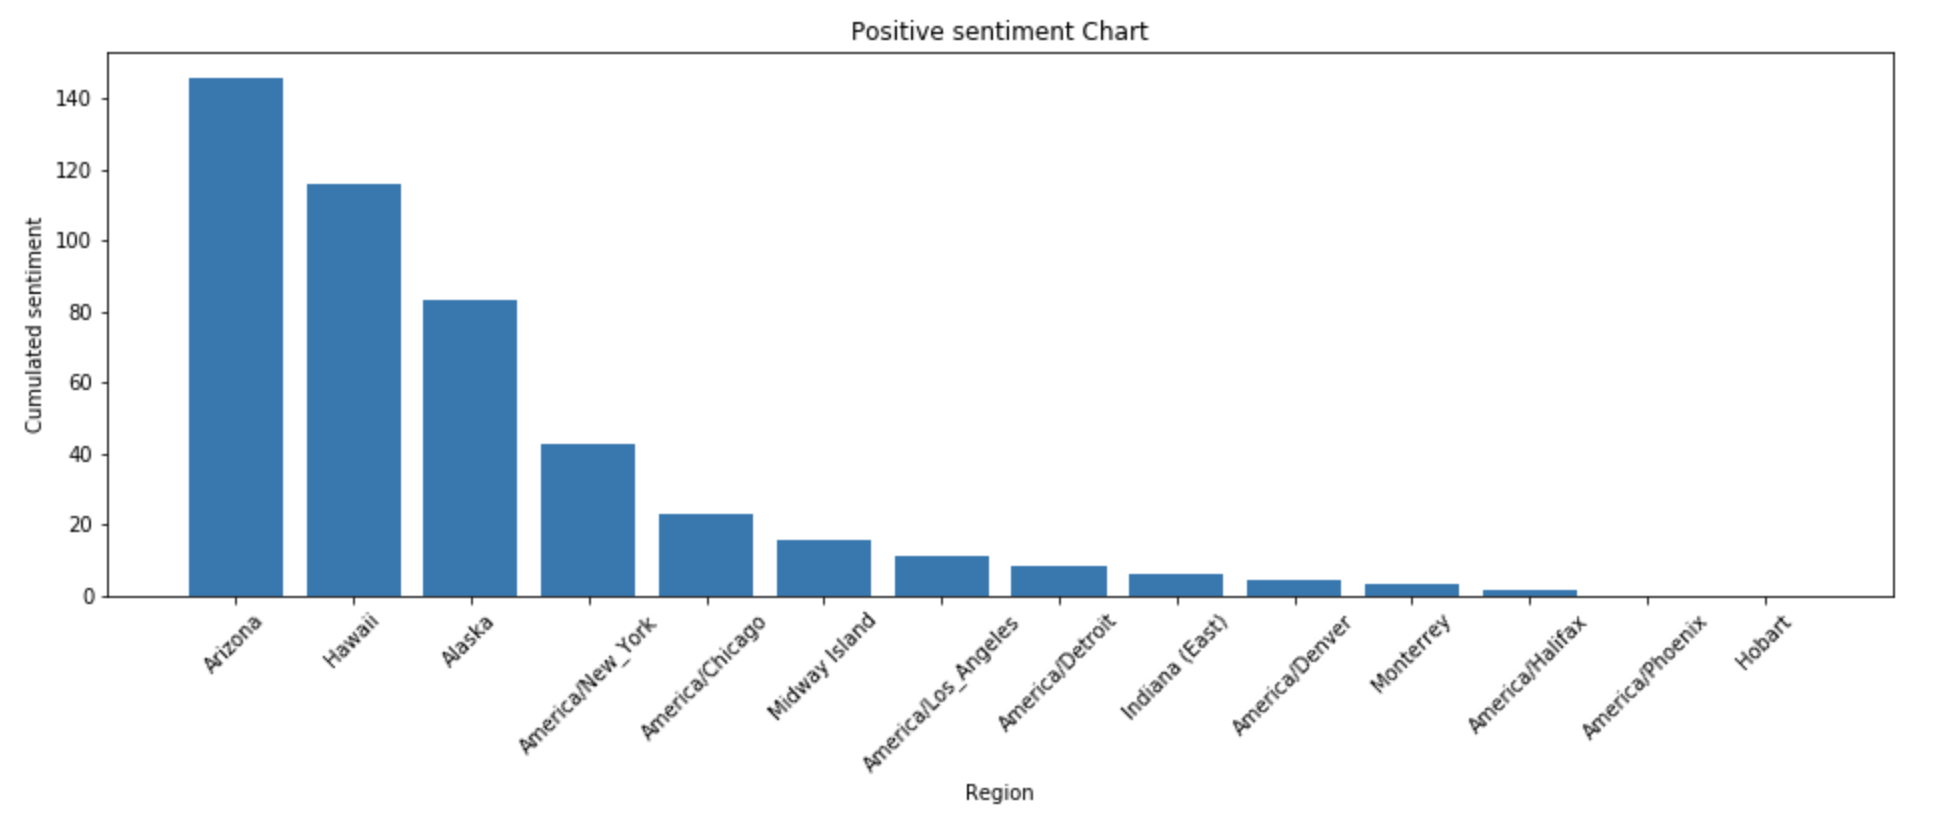 Positive sentiment Chart
Cumulated sentiment
140
120
100
80
60
40
20
0
Arizona
Hawaii
Alaska
America/New_York
America/Chicago
Midway Island
America/Los_Angeles
America/Detroit
Indiana (East)
America/Denver
Monterrey
America/Halifax
America/Phoenix
Hobart
Region